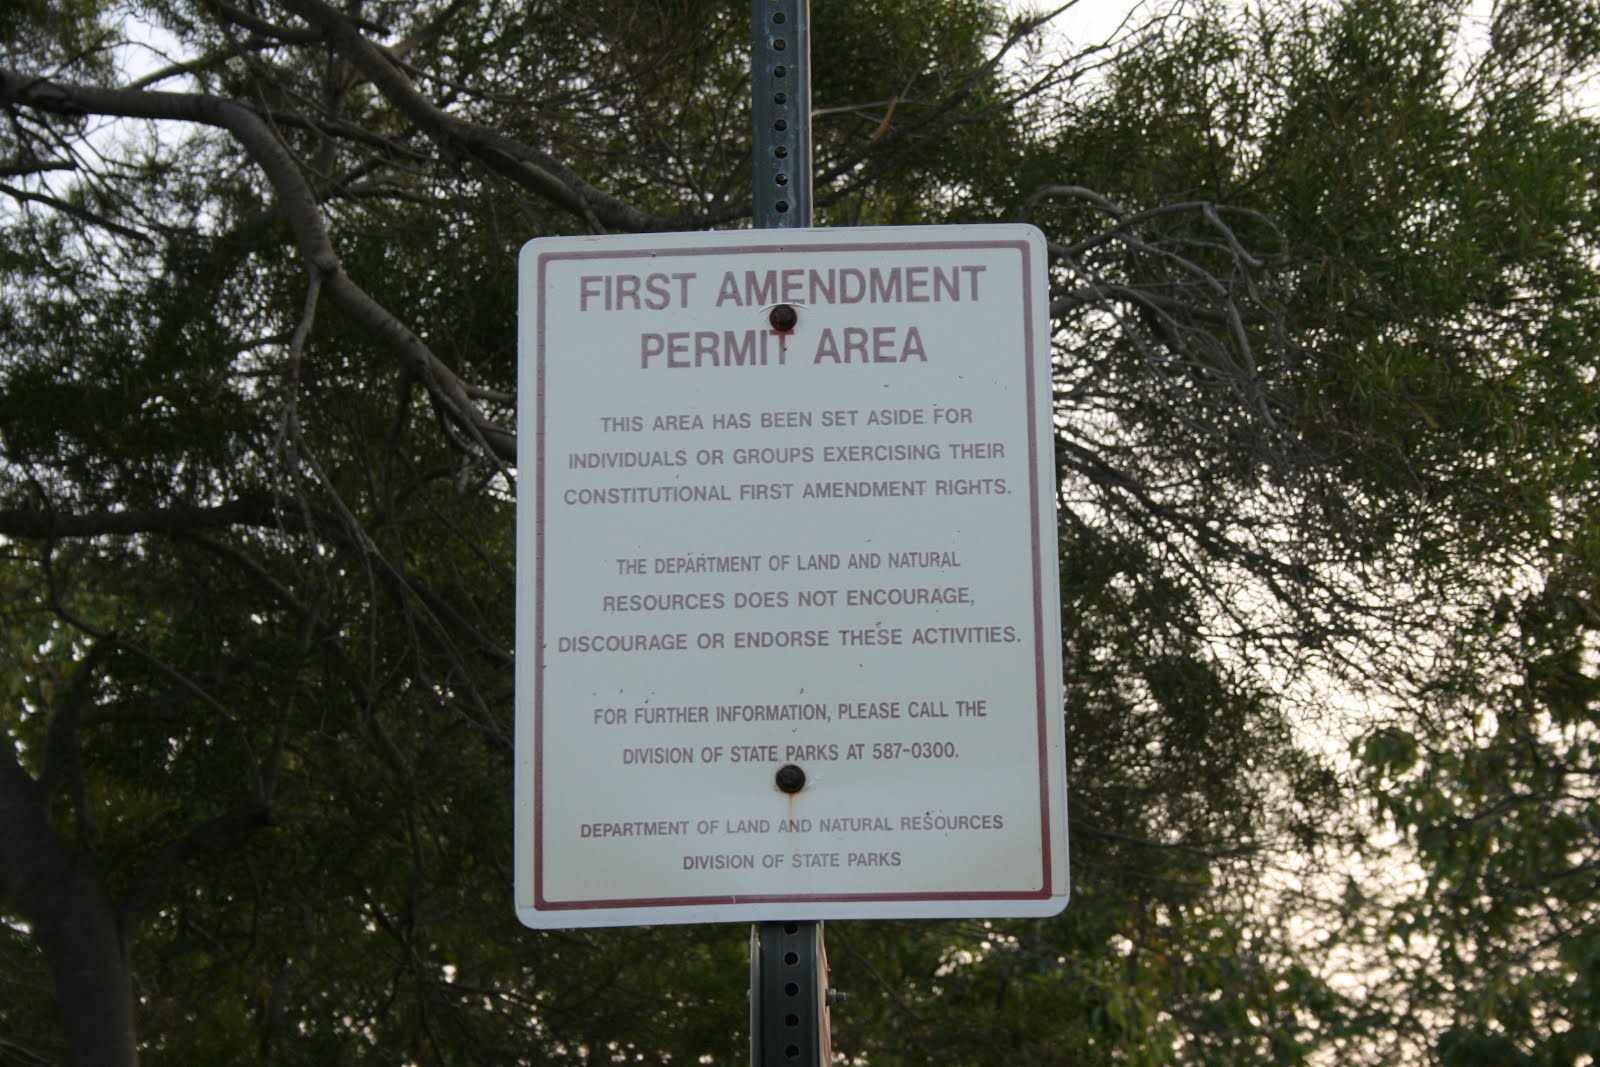 FIRST AMENDMENT
PERMIT AREA
THIS AREA HAS BEEN SET ASIDE FOR
INDIVIDUALS OR GROUPS EXERCISING THEIR
CONSTITUTIONAL FIRST AMENDMENT RIGHTS.
THE DEPARTMENT OF LAND AND NATURAL
RESOURCES DOES NOT ENCOURAGE,
DISCOURAGE OR ENDORSE THESE ACTIVITIES.
FOR FURTHER INFORMATION, PLEASE CALL THE
DIVISION OF STATE PARKS AT 587-0300.
DEPARTMENT OF LAND AND NATURAL RESOURCES
DIVISION OF STATE PARKS